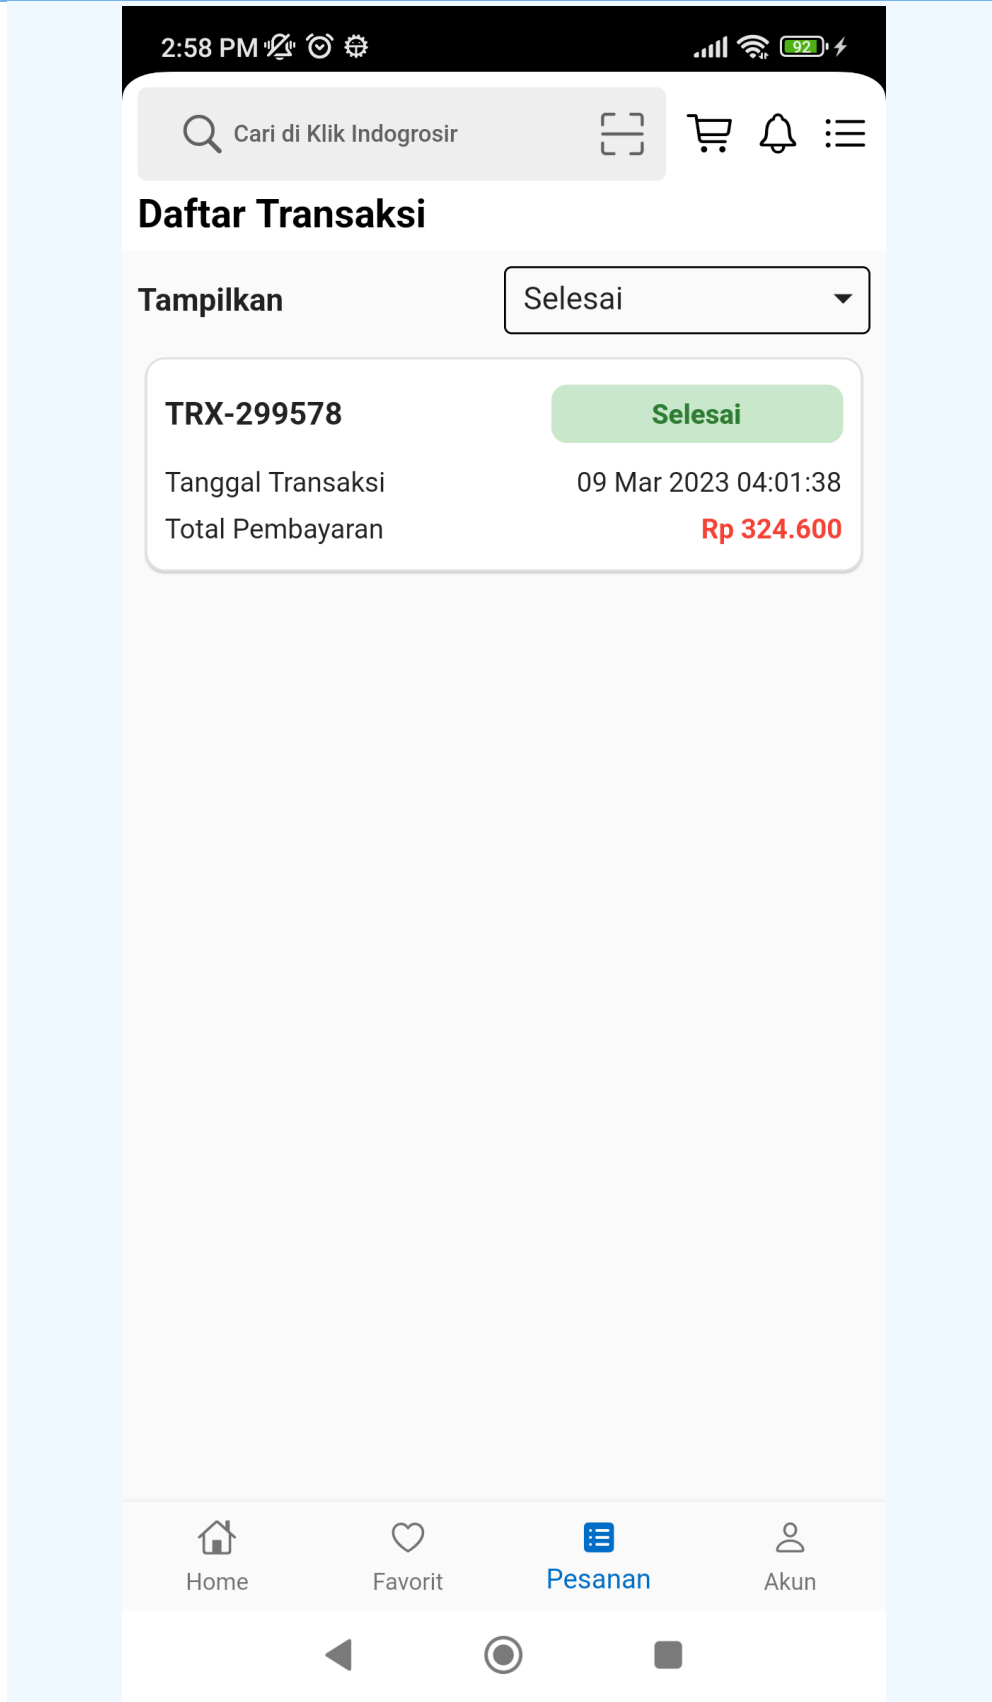 2:58 PM
92
Cari di Klik Indogrosir
Daftar Transaksi
Tampilkan
Selesai
TRX-299578
Selesai
Tanggal Transaksi
09 Mar 2023 04:01:38
Total Pembayaran
Rp 324.600
Home
Favorit
Pesanan
Akun